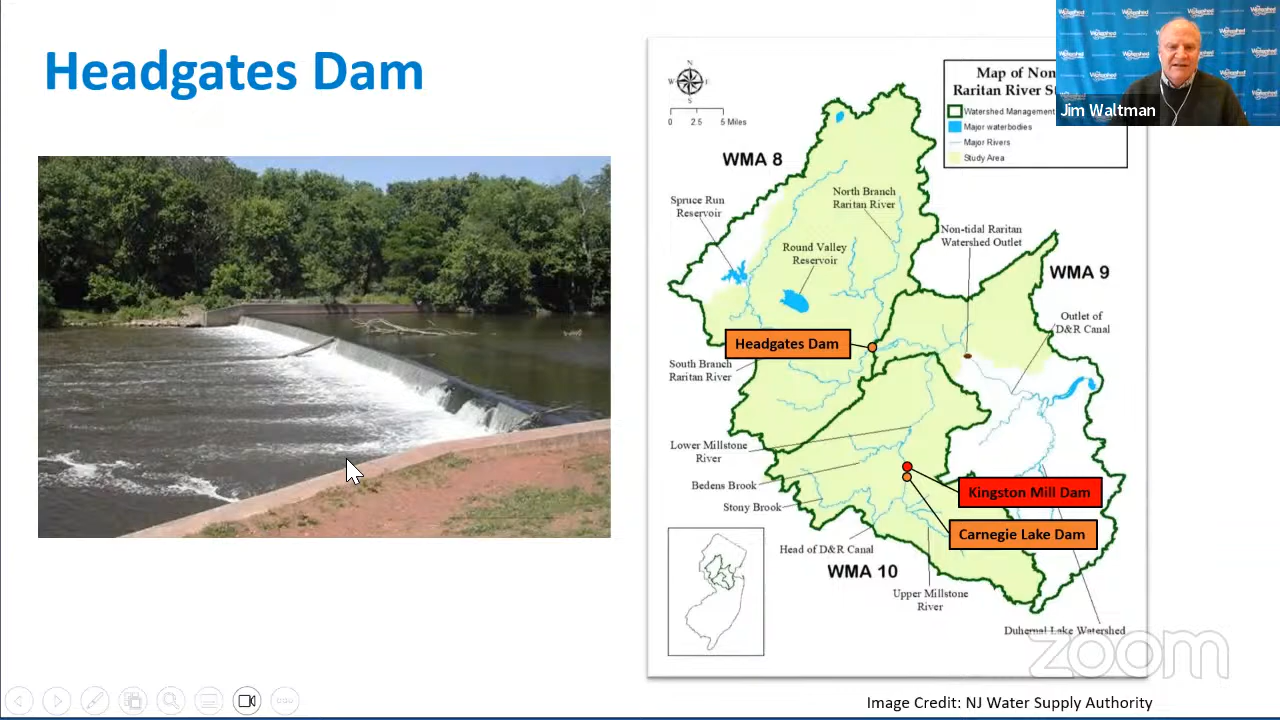 Headgates Dam
Jim Waltman
Map of Non
Raritan River S
Watershed Management
Major waterbodies
Major Rivers
Study Area
N
W
E
S
0 2.5 5 Miles
WMA 8
Spruce Run
Reservoir
North Branch
Raritan River
Round Valley
Reservoir
Non-tidal Raritan
Watershed Outlet
WMA 9
Outlet of
D&R Canal
Headgates Dam
South Branch
Raritan River
Lower Millstone
River
Bedens Brook
Stony Brook
Kingston Mill Dam
Carnegie Lake Dam
Head of D&R Canal
WMA 10
Upper Millstone
River
Duhernal Lake Watershed
zoom
Image Credit: NJ Water Supply Authority